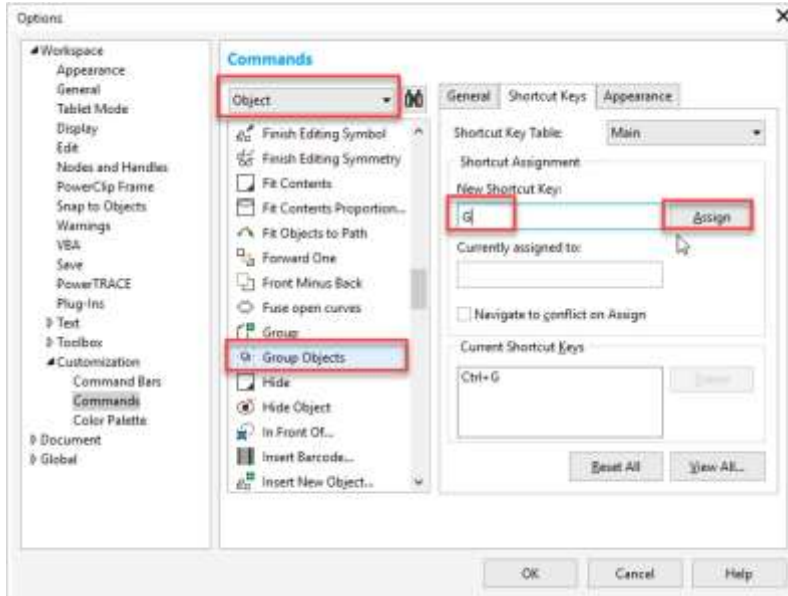 Options
Workspace
Appearance
General
Tablet Mode
Display
Edit
Nodes and Handles
PowerClip Frame
Snap to Objects
Warnings
VBA
Save
PowerTRACE
Plug-Ins
Text
Toolbox
Customization
Command Bars
Commands
Color Palette
Document
Global
Commands
Object
Finish Editing Symbol
Finish Editing Symmetry
Fit Contents
Fit Contents Proportion...
Fit Objects to Path
Forward One
Front Minus Back
Fuse open curves
Group
Group Objects
Hide
Hide Object
In Front Of...
Insert Barcode...
Insert New Object...
General Shortcut Keys Appearance
Shortcut Key Table: Main
Shortcut Assignment
New Shortcut Key:
G Assign
Currently assigned to:
Navigate to conflict on Assign
Current Shortcut Keys
Ctrl+G
Reset All View All...
OK Cancel Help